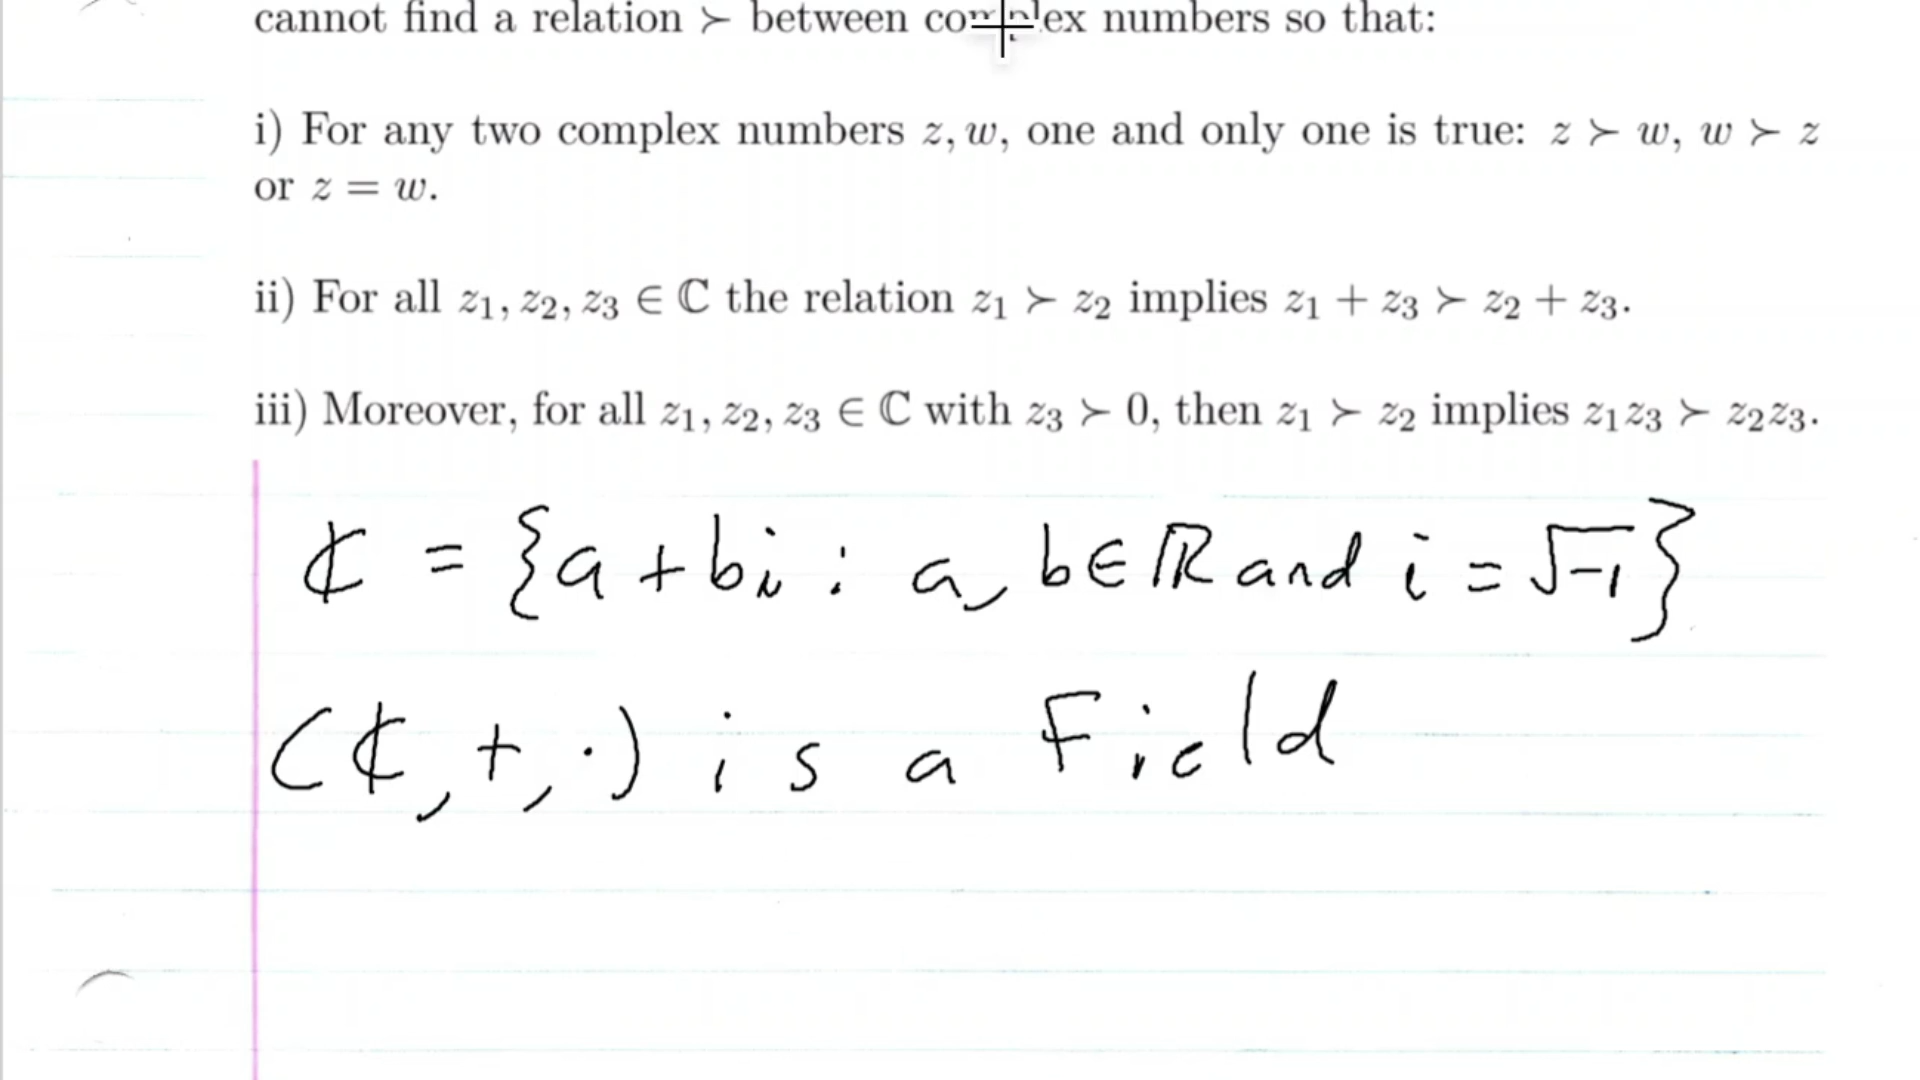 cannot find a relation ≻ between complex numbers so that:
i) For any two complex numbers z, w, one and only one is true: z ≻ w, w ≻ z
or z = w.
ii) For all z₁, z₂, z₃ ∈ ℂ the relation z₁ ≻ z₂ implies z₁ + z₃ ≻ z₂ + z₃.
iii) Moreover, for all z₁, z₂, z₃ ∈ ℂ with z₃ ≻ 0, then z₁ ≻ z₂ implies z₁z₃ ≻ z₂z₃.
ℂ = {a + bi : a, b ∈ ℝ and i = √-1}
(ℂ, +, ·) is a Field